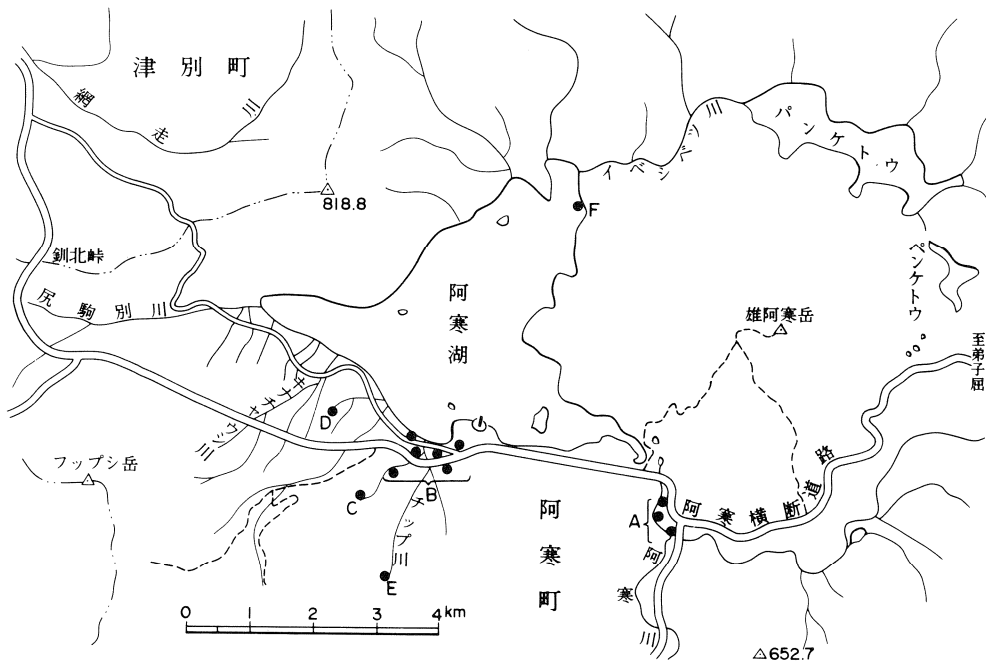 津別町
網走川
818.8
釧北峠
尻駒別川
イベシベツ川
パンケトウ
ペンケトウ
阿寒湖
雄阿寒岳
至弟子屈
キナチャウシ川
フップシ岳
チップ川
阿寒町
阿寒川
阿寒横断道路
A
B
C
D
E
F
0 1 2 3 4 km
652.7